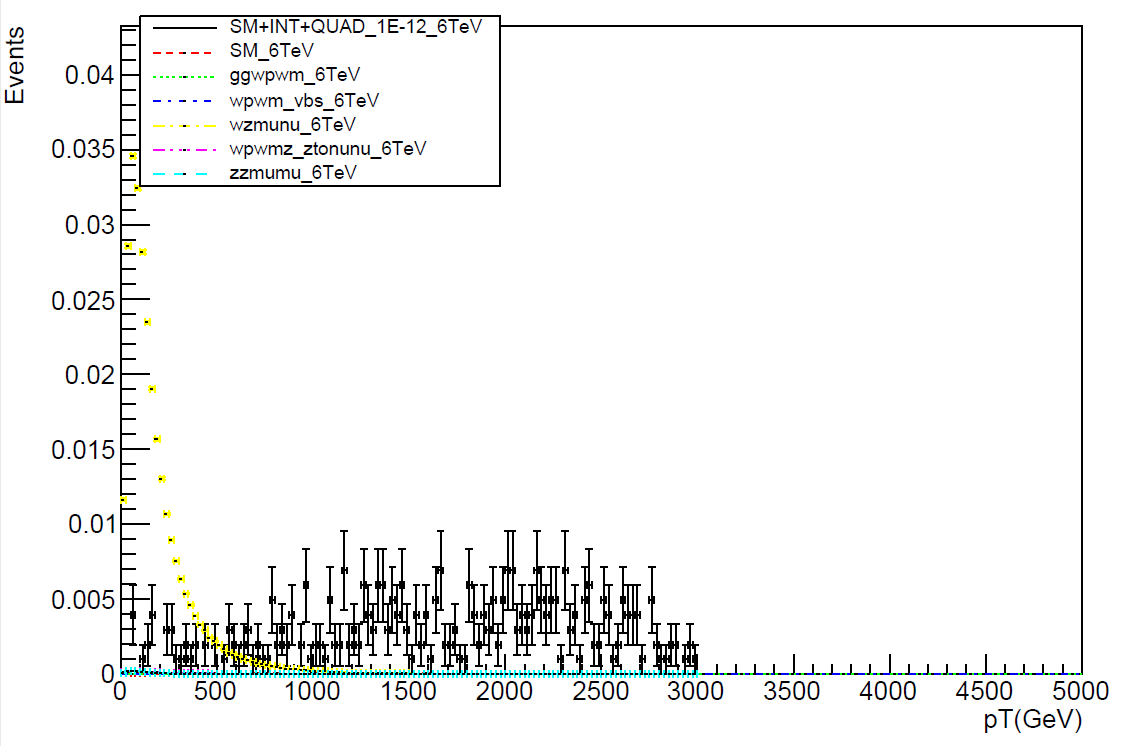 Events
SM+INT+QUAD_1E-12_6TeV
SM_6TeV
ggwpwm_6TeV
wpwm_vbs_6TeV
wzmunu_6TeV
wpwmz_ztonunu_6TeV
zzmumu_6TeV
0.04
0.035
0.03
0.025
0.02
0.015
0.01
0.005
0
0 500 1000 1500 2000 2500 3000 3500 4000 4500 5000
pT(GeV)